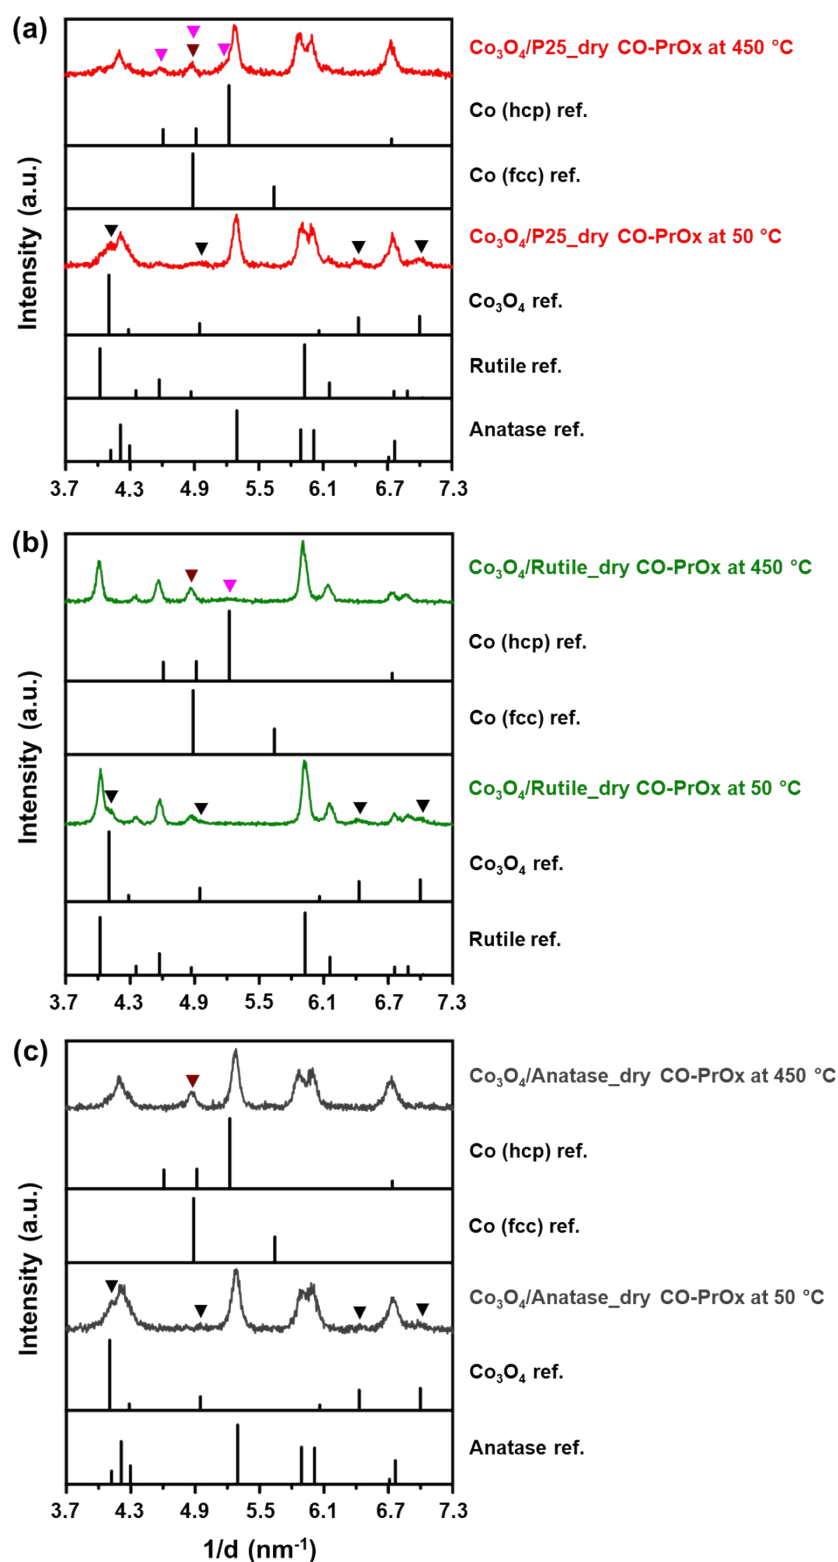 (a)
Co₃O₄/P25_dry CO-PrOx at 450 °C
Co (hcp) ref.
Co (fcc) ref.
Co₃O₄/P25_dry CO-PrOx at 50 °C
Co₃O₄ ref.
Rutile ref.
Anatase ref.
Intensity (a.u.)
3.7 4.3 4.9 5.5 6.1 6.7 7.3
(b)
Co₃O₄/Rutile_dry CO-PrOx at 450 °C
Co (hcp) ref.
Co (fcc) ref.
Co₃O₄/Rutile_dry CO-PrOx at 50 °C
Co₃O₄ ref.
Rutile ref.
Intensity (a.u.)
3.7 4.3 4.9 5.5 6.1 6.7 7.3
(c)
Co₃O₄/Anatase_dry CO-PrOx at 450 °C
Co (hcp) ref.
Co (fcc) ref.
Co₃O₄/Anatase_dry CO-PrOx at 50 °C
Co₃O₄ ref.
Anatase ref.
Intensity (a.u.)
3.7 4.3 4.9 5.5 6.1 6.7 7.3
1/d (nm⁻¹)